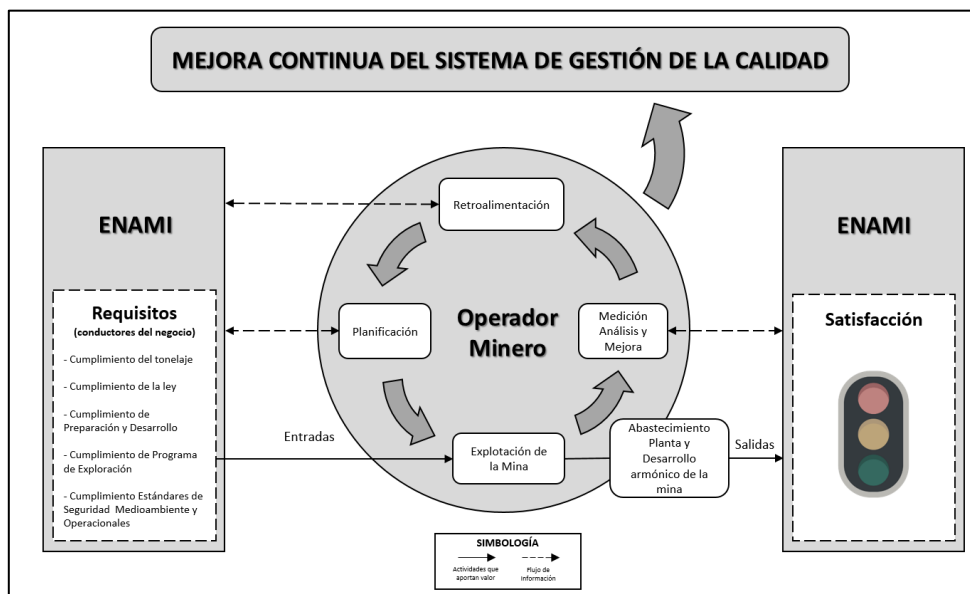 MEJORA CONTINUA DEL SISTEMA DE GESTIÓN DE LA CALIDAD
ENAMI
Requisitos
(conductores del negocio)
- Cumplimiento del tonelaje
- Cumplimiento de la ley
- Cumplimiento de
Preparación y Desarrollo
- Cumplimiento de Programa
de Exploración
- Cumplimiento Estándares de
Seguridad Medioambiente y
Operacionales
Entradas
Retroalimentación
Planificación
Operador
Minero
Medición
Análisis y
Mejora
Explotación de
la Mina
Abastecimiento
Planta y
Desarrollo
armónico de la
mina
Salidas
ENAMI
Satisfacción
SIMBOLOGÍA
Actividades que
aportan valor
Flujo de
Información